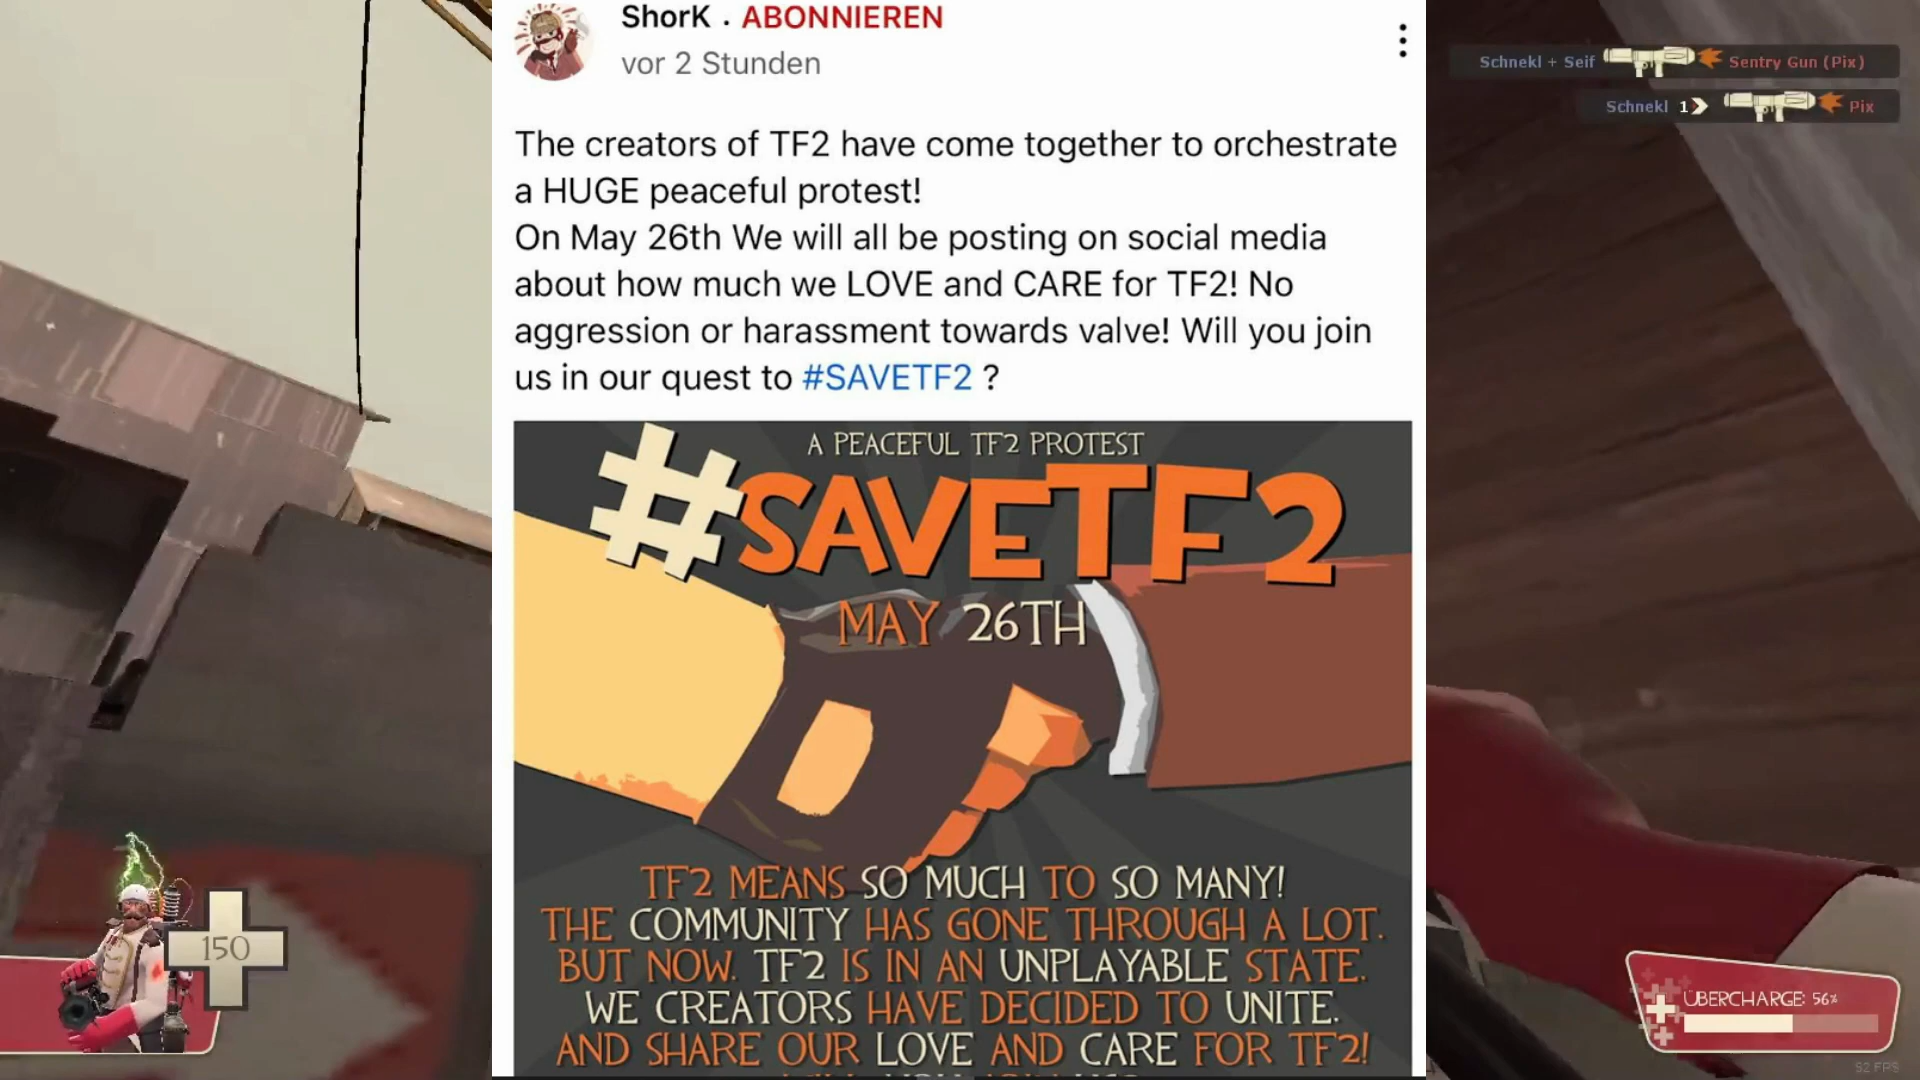 ShorK . ABONNIEREN
vor 2 Stunden
The creators of TF2 have come together to orchestrate
a HUGE peaceful protest!
On May 26th We will all be posting on social media
about how much we LOVE and CARE for TF2! No
aggression or harassment towards valve! Will you join
us in our quest to #SAVETF2 ?
A PEACEFUL TF2 PROTEST
#SAVETF2
MAY 26TH
TF2 MEANS SO MUCH TO SO MANY!
THE COMMUNITY HAS GONE THROUGH A LOT.
BUT NOW. TF2 IS IN AN UNPLAYABLE STATE.
WE CREATORS HAVE DECIDED TO UNITE.
AND SHARE OUR LOVE AND CARE FOR TF2!
Schnekl + Seif Sentry Gun (Pix)
Schnekl 1 Pix
150
ÜBERCHARGE: 56%
52 FPS